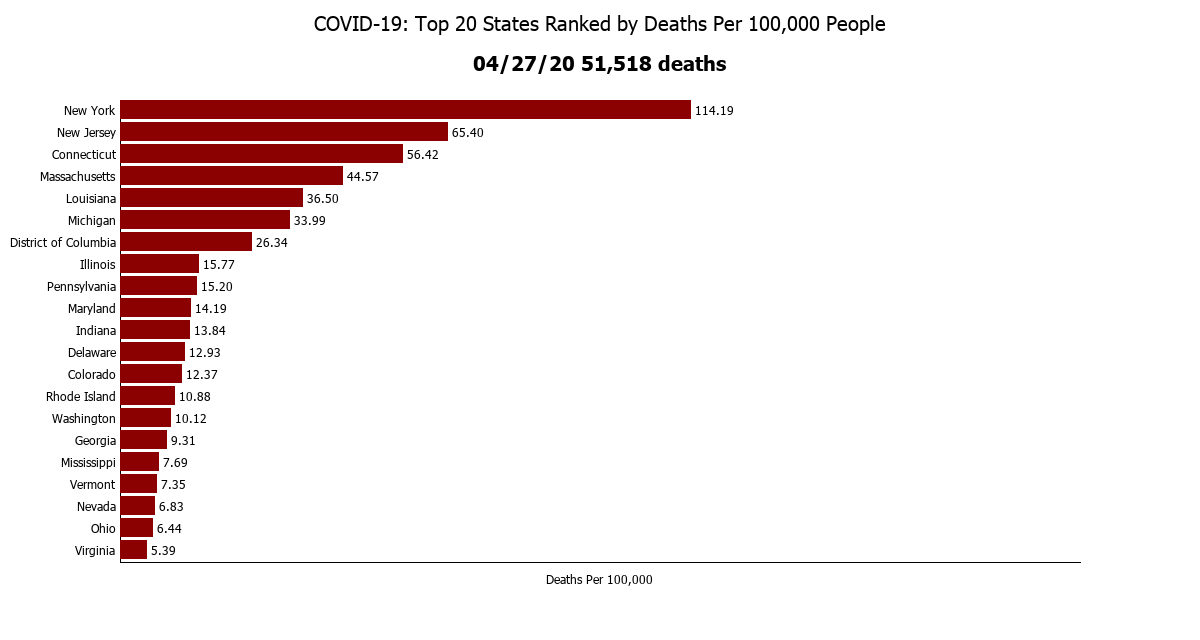 COVID-19: Top 20 States Ranked by Deaths Per 100,000 People
04/27/20 51,518 deaths
New York 114.19
New Jersey 65.40
Connecticut 56.42
Massachusetts 44.57
Louisiana 36.50
Michigan 33.99
District of Columbia 26.34
Illinois 15.77
Pennsylvania 15.20
Maryland 14.19
Indiana 13.84
Delaware 12.93
Colorado 12.37
Rhode Island 10.88
Washington 10.12
Georgia 9.31
Mississippi 7.69
Vermont 7.35
Nevada 6.83
Ohio 6.44
Virginia 5.39
Deaths Per 100,000